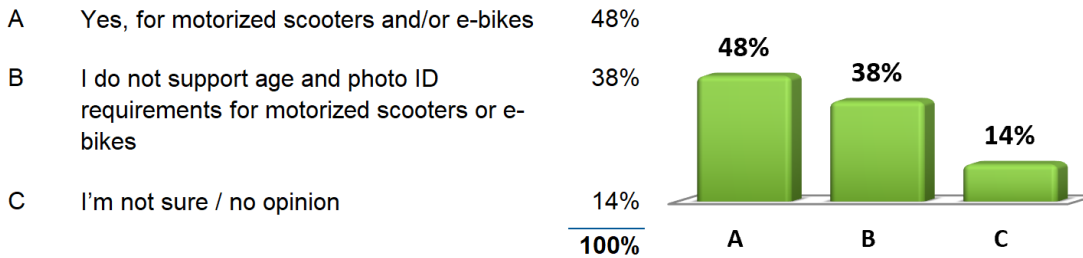 A Yes, for motorized scooters and/or e-bikes 48%
B I do not support age and photo ID 38%
requirements for motorized scooters or e-
bikes
C I'm not sure / no opinion 14%
100%
48%
38%
14%
A B C